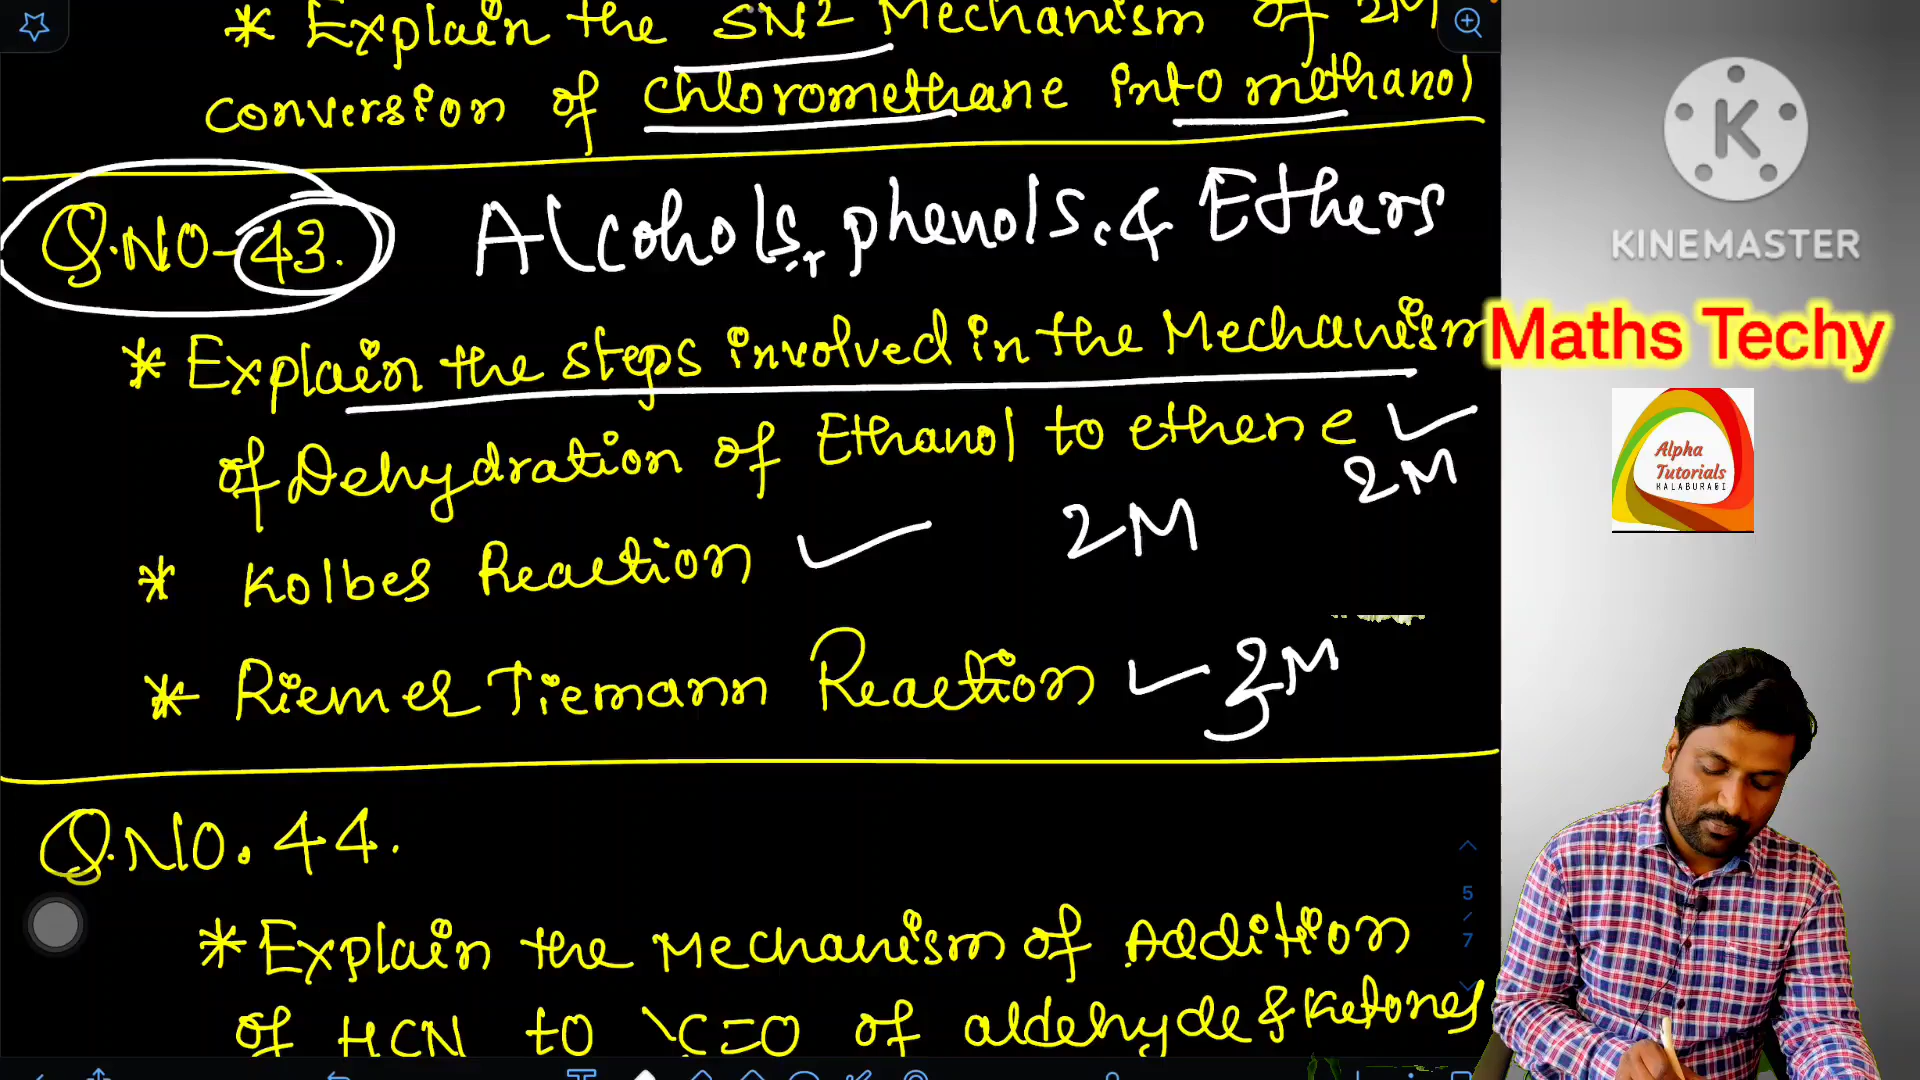 * Explain the SN2 Mechanism of 2M
conversion of chloromethane into methanol
Q.NO-43. Alcohols, phenols, & Ethers
* Explain the steps involved in the Mechanism
of Dehydration of Ethanol to ethene
2M
* Kolbes Reaction 2M
* Riemer Tiemann Reaction
Q.NO. 44.
* Explain the Mechanism of Addition
of HCN to >C=O of aldehyde & Ketones
5
7
K
KINEMASTER
Maths Techy
Alpha
Tutorials
KALABURAGI